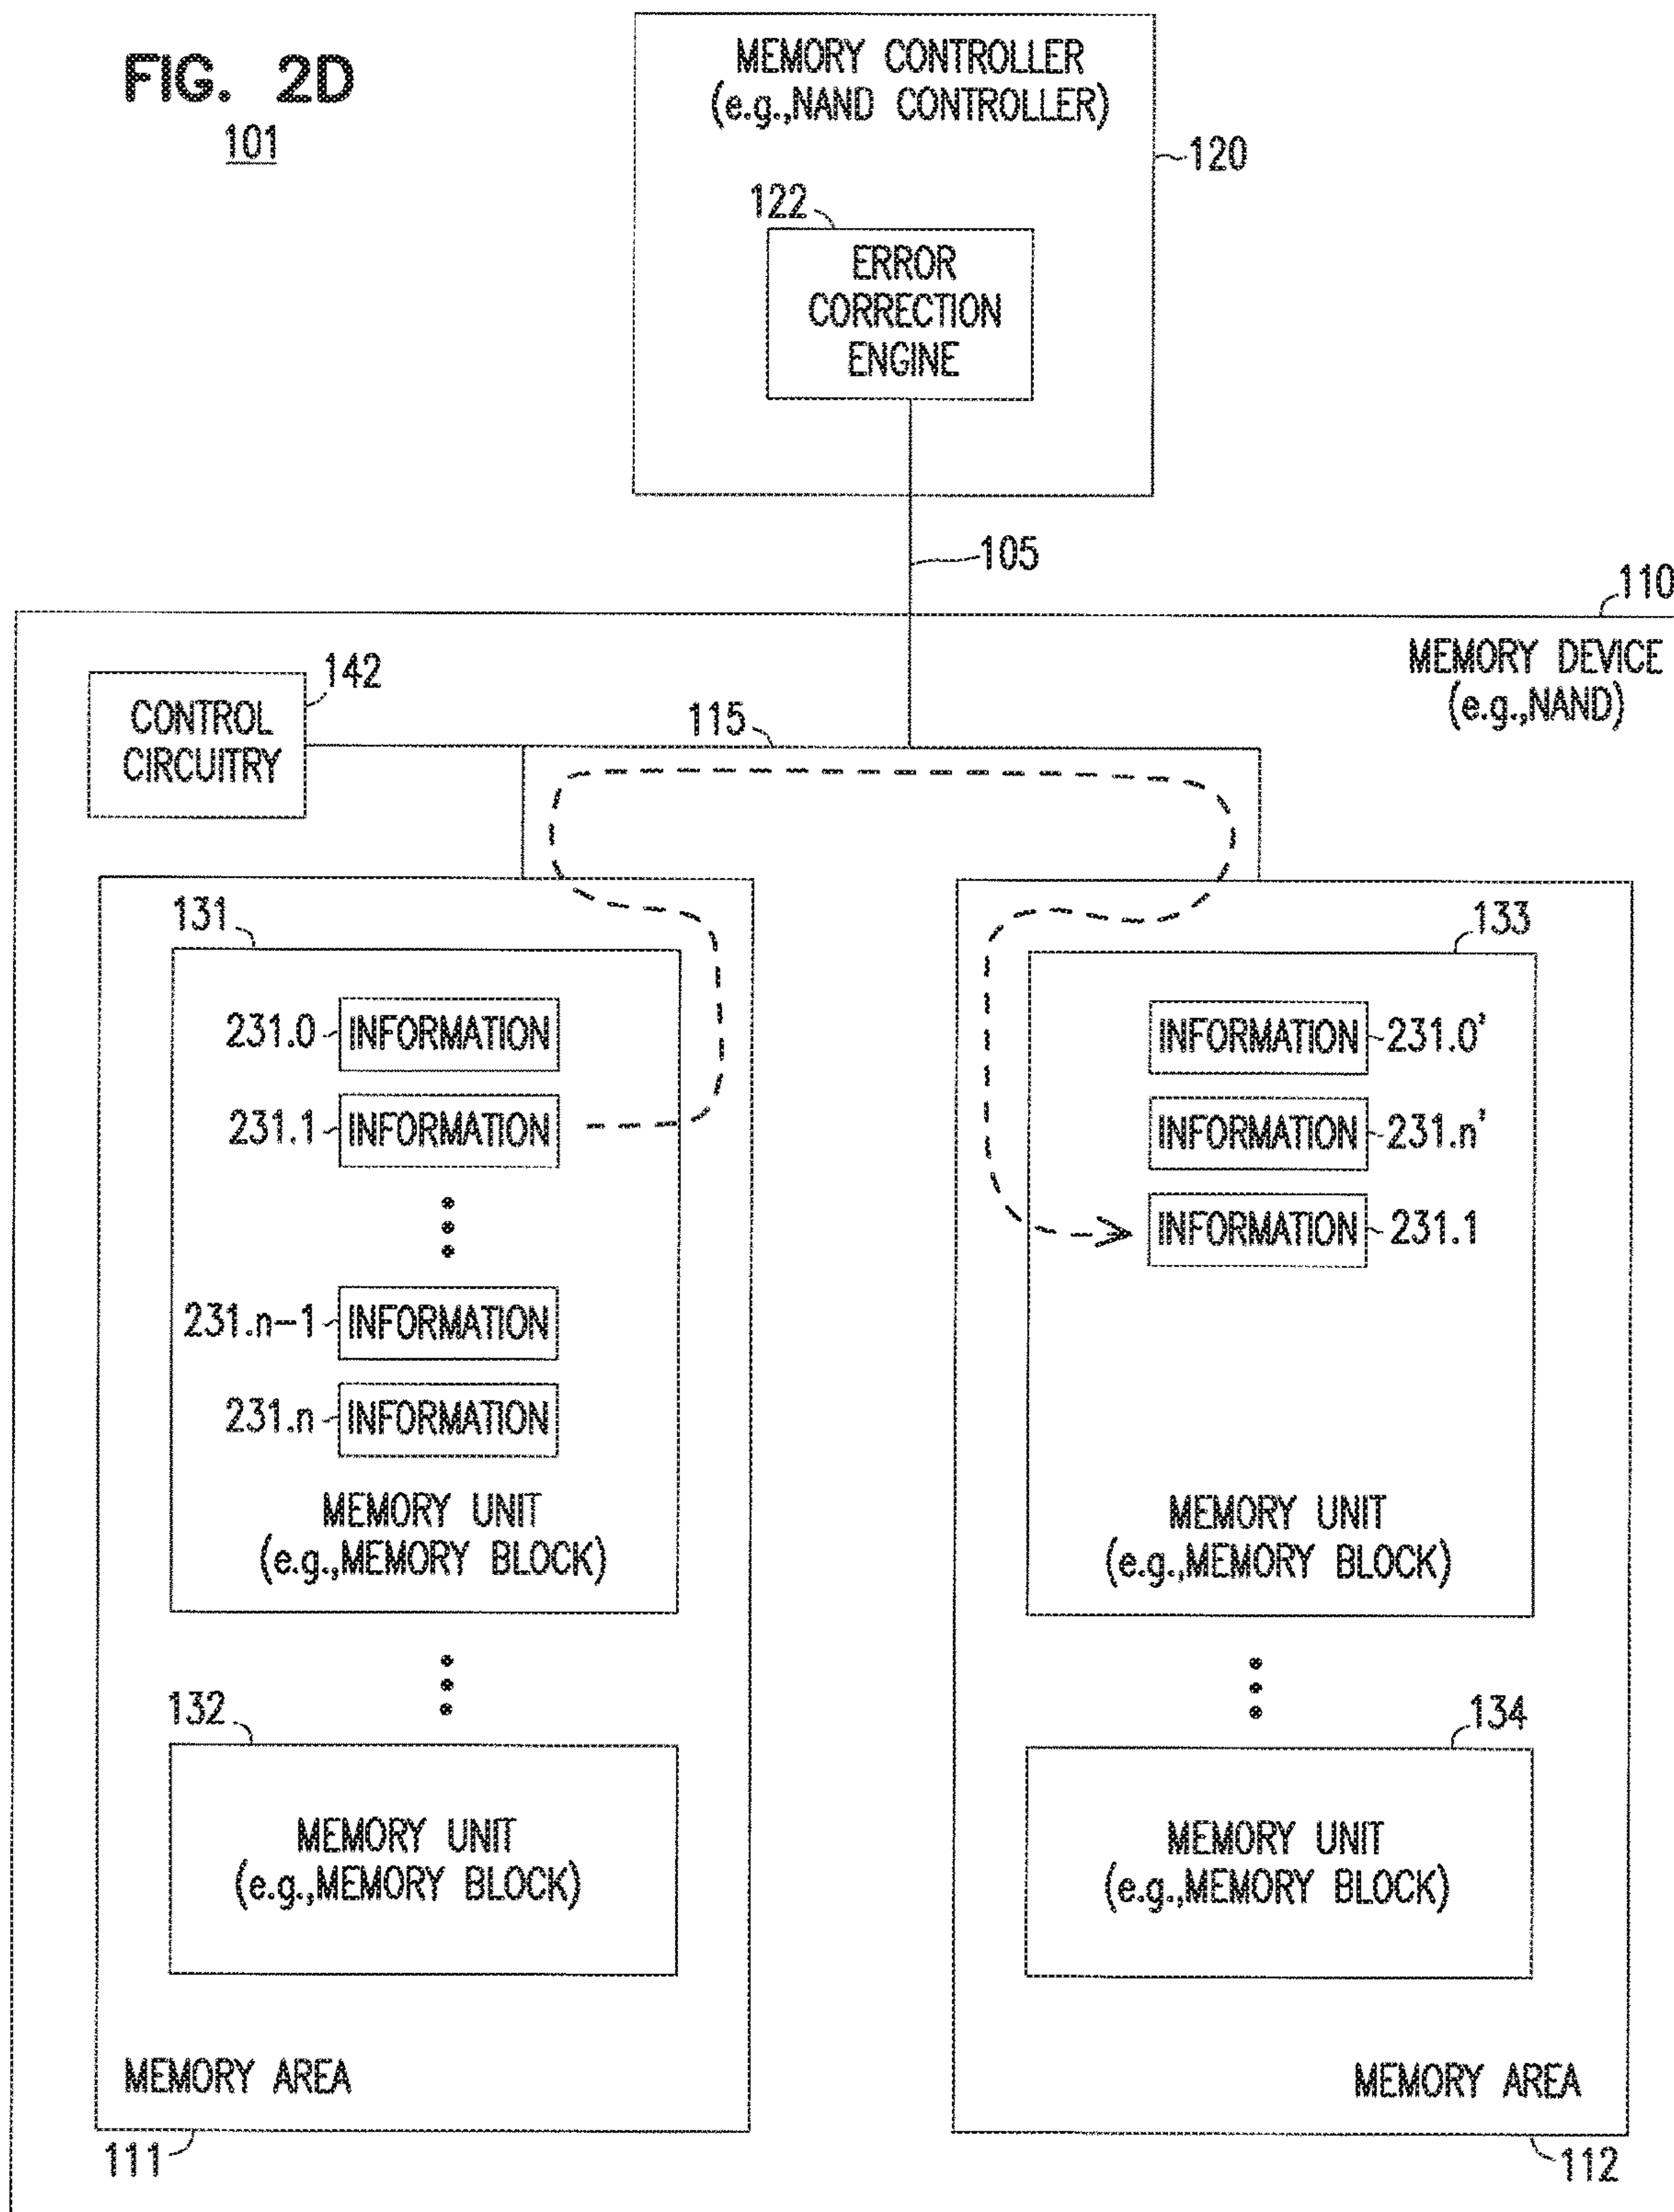 FIG. 2D
101
MEMORY CONTROLLER
(e.g.,NAND CONTROLLER)
120
122
ERROR
CORRECTION
ENGINE
105
110
MEMORY DEVICE
(e.g.,NAND)
142
CONTROL
CIRCUITRY
115
131
231.0 INFORMATION
231.1 INFORMATION
231.n-1 INFORMATION
231.n INFORMATION
MEMORY UNIT
(e.g.,MEMORY BLOCK)
132
MEMORY UNIT
(e.g.,MEMORY BLOCK)
MEMORY AREA
111
133
INFORMATION 231.0'
INFORMATION 231.n'
INFORMATION 231.1
MEMORY UNIT
(e.g.,MEMORY BLOCK)
134
MEMORY UNIT
(e.g.,MEMORY BLOCK)
MEMORY AREA
112